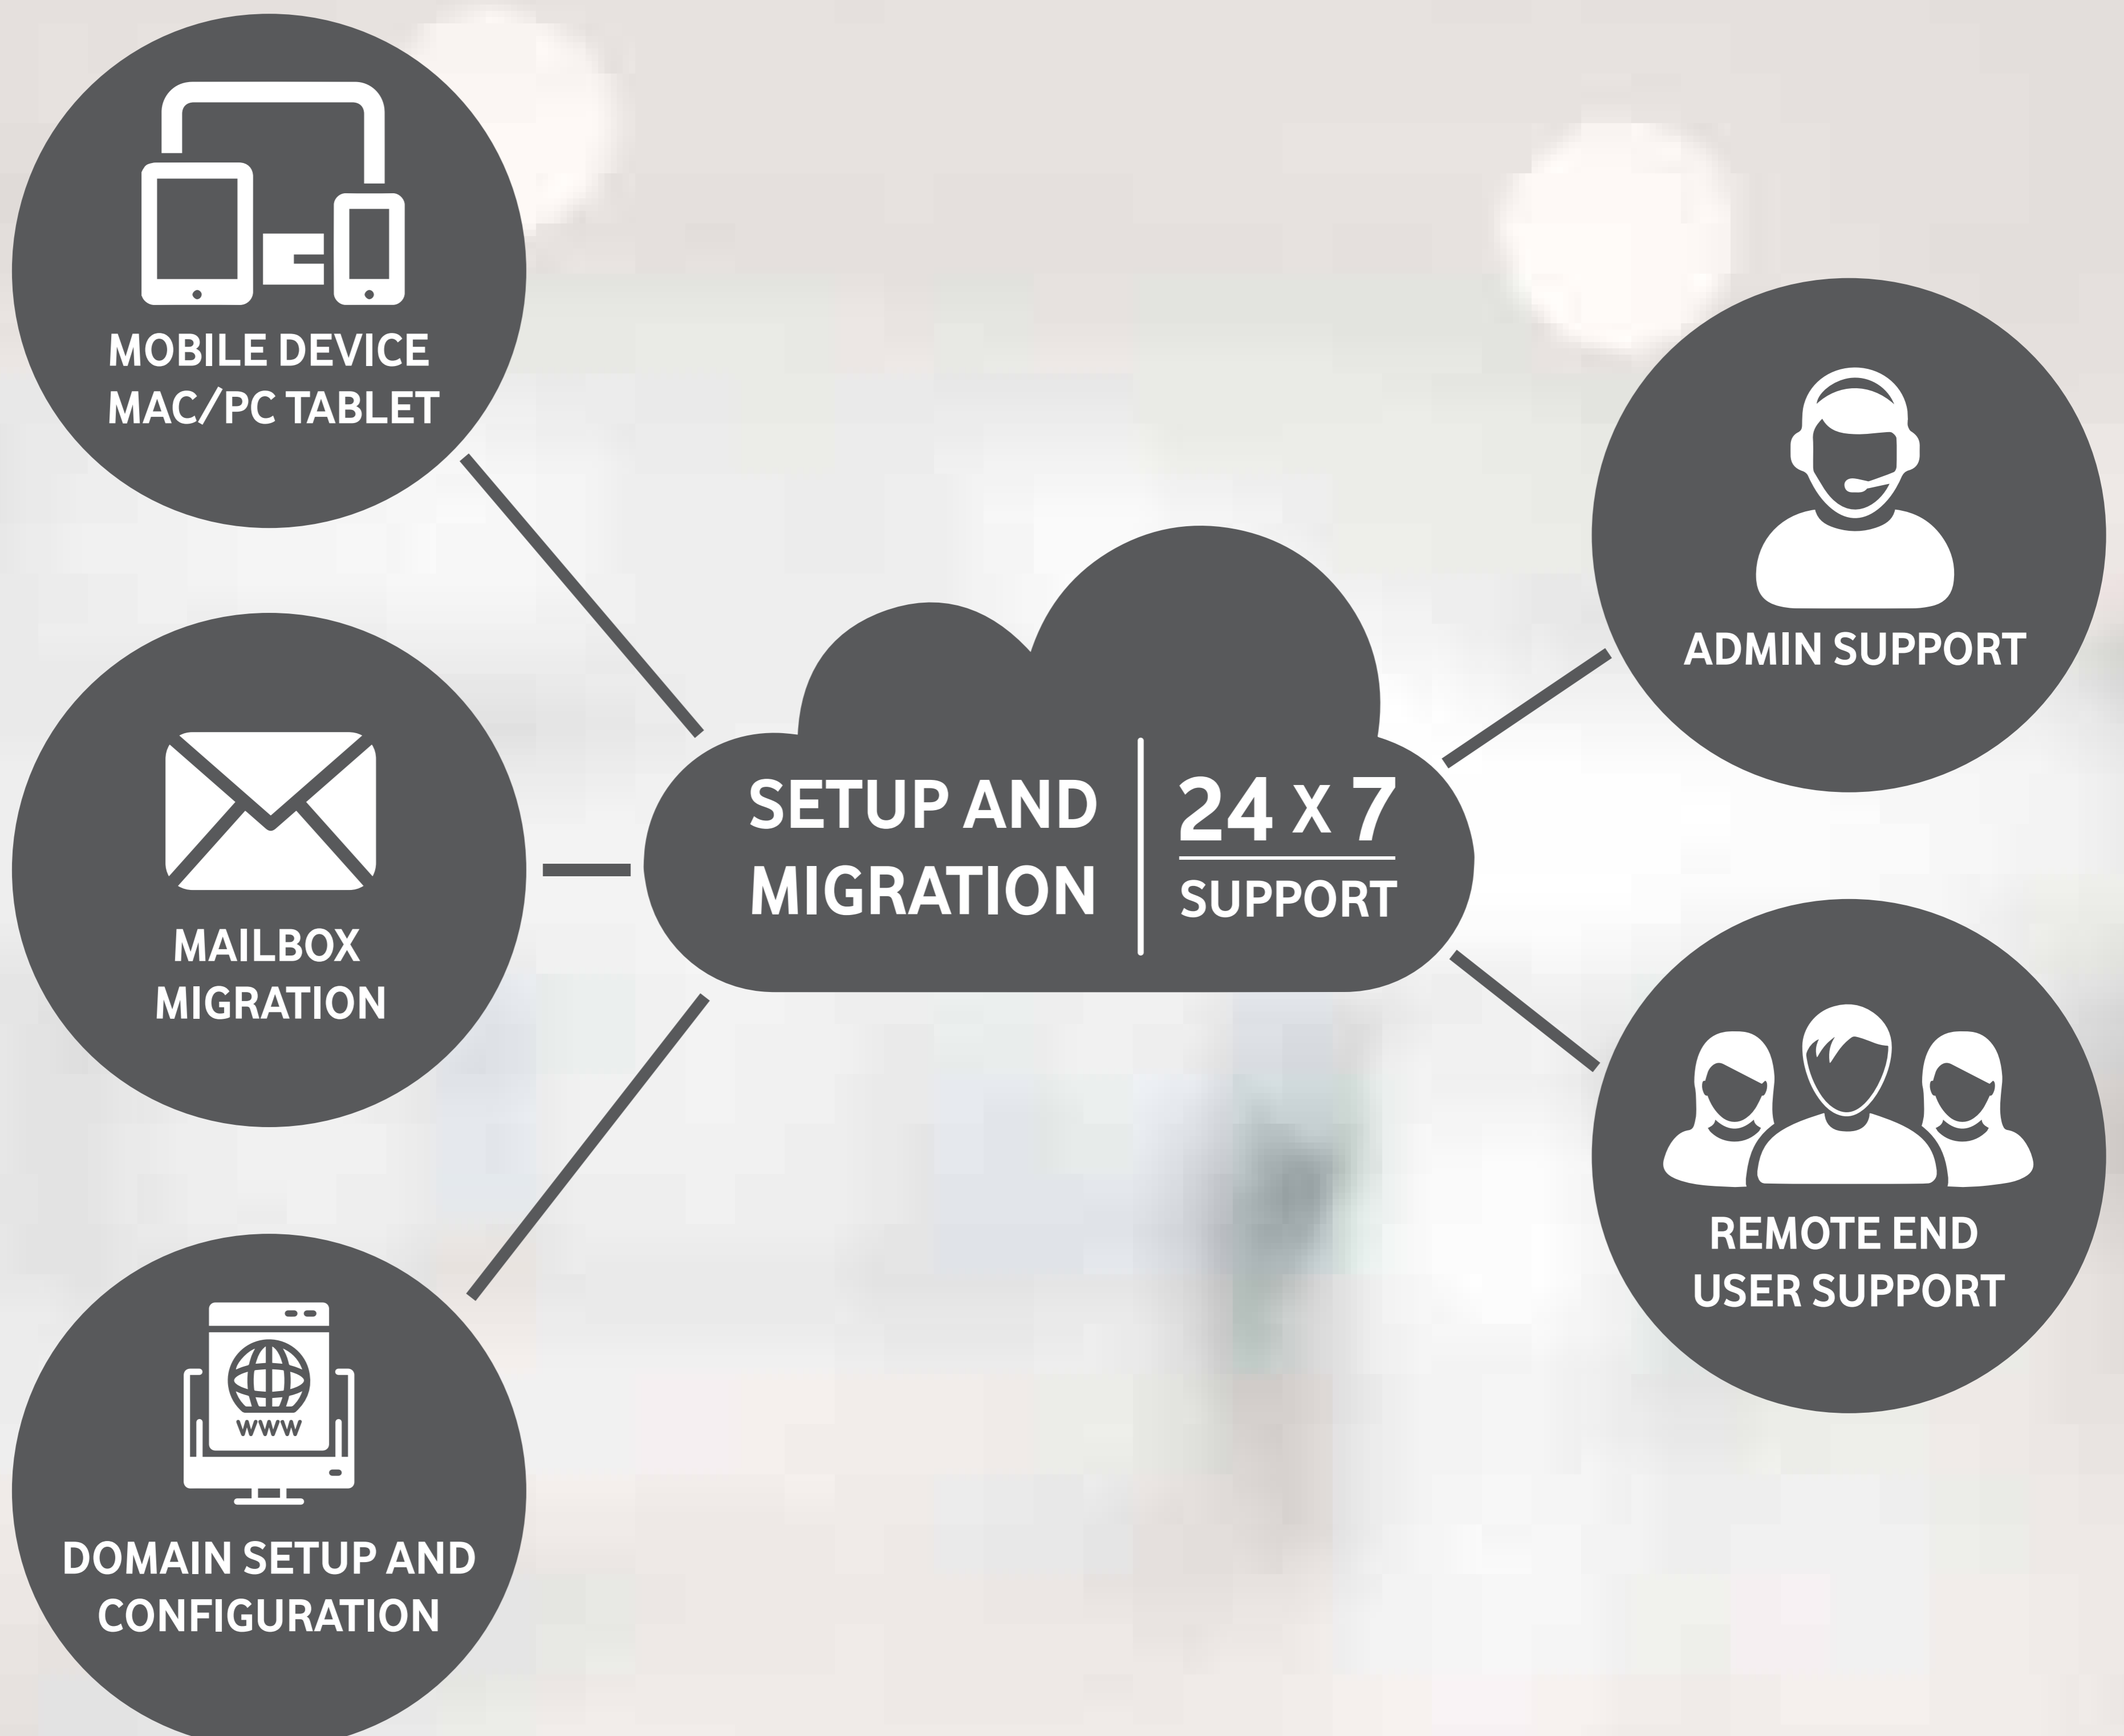 MOBILE DEVICE
MAC/PC TABLET
MAILBOX
MIGRATION
WWW
DOMAIN SETUP AND
CONFIGURATION
SETUP AND
MIGRATION
24 X 7
SUPPORT
ADMIN SUPPORT
REMOTE END
USER SUPPORT